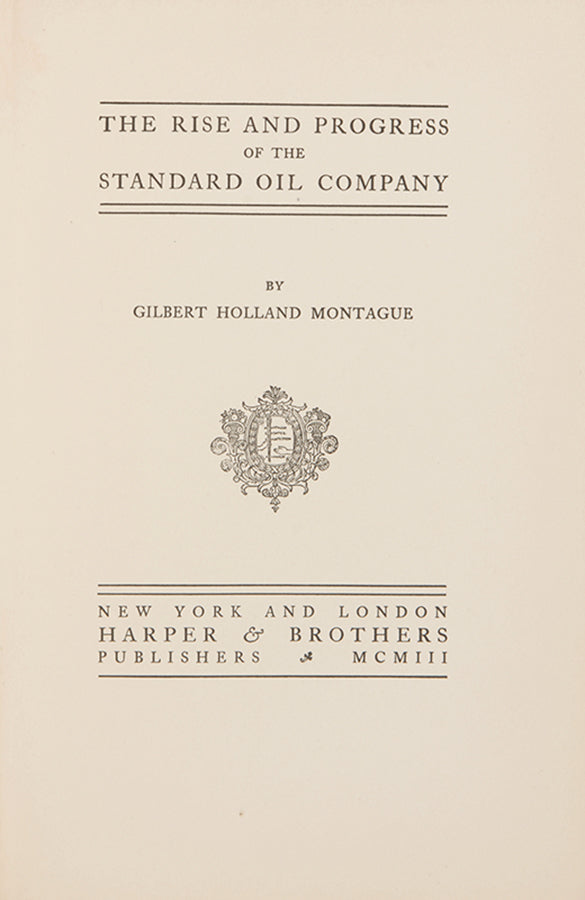 THE RISE AND PROGRESS
OF THE
STANDARD OIL COMPANY
BY
GILBERT HOLLAND MONTAGUE
NEW YORK AND LONDON
HARPER & BROTHERS
PUBLISHERS MCMIII